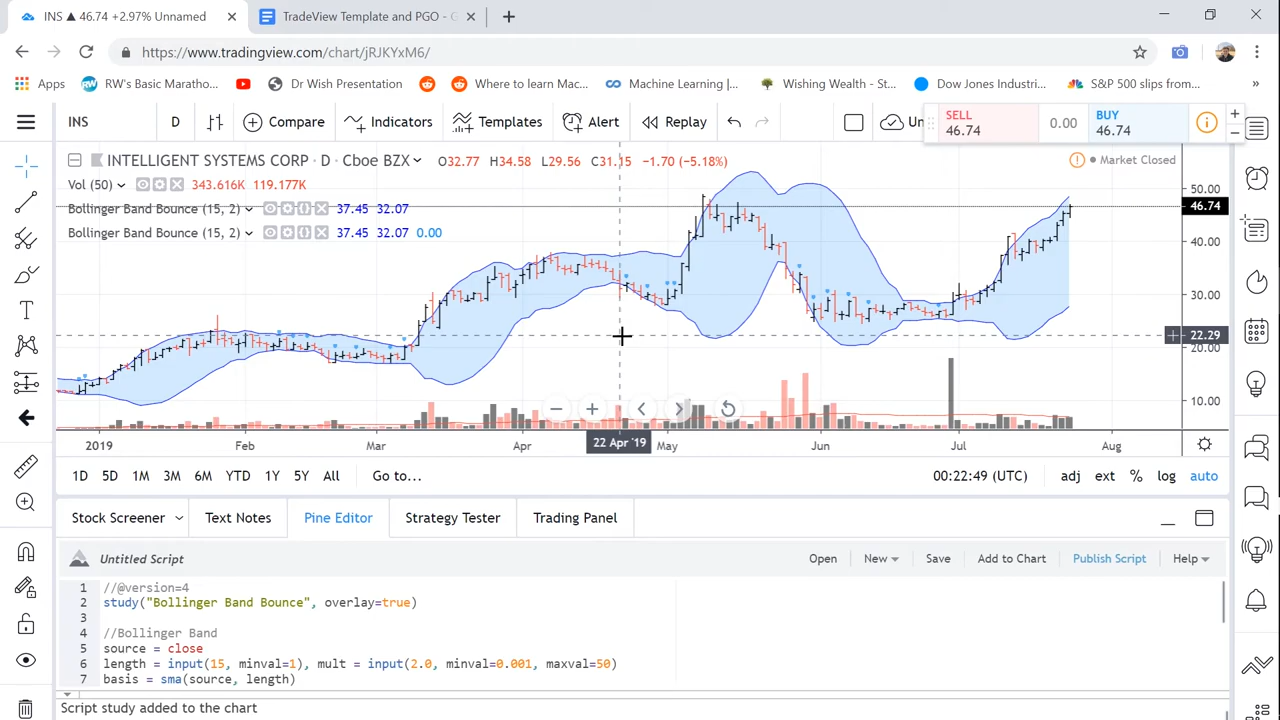 INS ▲ 46.74 +2.97% Unnamed
TradeView Template and PGO - G
https://www.tradingview.com/chart/jRJKYxM6/
Apps
RW's Basic Maratho...
Dr Wish Presentation
Where to learn Mac...
Machine Learning |...
Wishing Wealth - St...
Dow Jones Industri...
S&P 500 slips from...
»
INS
D
Compare
Indicators
Templates
Alert
Replay
Un
SELL
46.74
0.00
BUY
46.74
INTELLIGENT SYSTEMS CORP · D · Cboe BZX
O32.77 H34.58 L29.56 C31.15 −1.70 (−5.18%)
Market Closed
Vol (50) 343.616K 119.177K
Bollinger Band Bounce (15, 2) 37.45 32.07
Bollinger Band Bounce (15, 2) 37.45 32.07 0.00
50.00
46.74
40.00
30.00
22.29
20.00
10.00
2019 Feb Mar Apr 22 Apr '19 May Jun Jul Aug
1D 5D 1M 3M 6M YTD 1Y 5Y All Go to...
00:22:49 (UTC) adj ext % log auto
Stock Screener Text Notes Pine Editor Strategy Tester Trading Panel
Untitled Script
Open New Save Add to Chart Publish Script Help
1 //@version=4
2 study("Bollinger Band Bounce", overlay=true)
3
4 //Bollinger Band
5 source = close
6 length = input(15, minval=1), mult = input(2.0, minval=0.001, maxval=50)
7 basis = sma(source, length)
Script study added to the chart